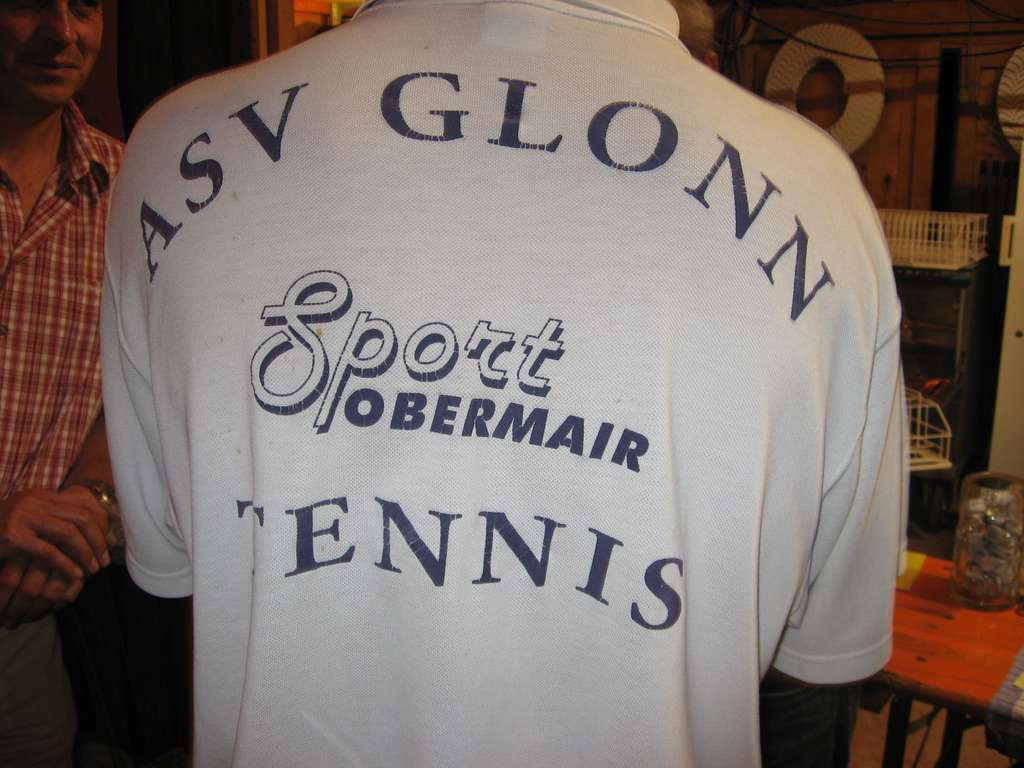 ASV GLONN
Sport
OBERMAIR
TENNIS